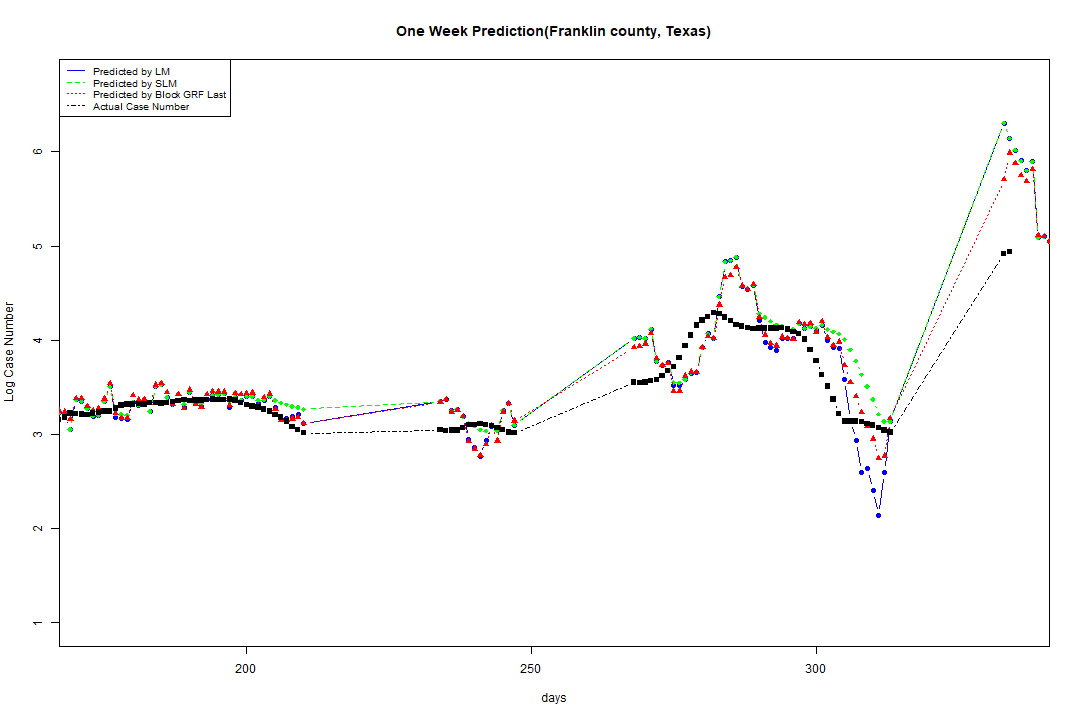 One Week Prediction(Franklin county, Texas)
Predicted by LM
Predicted by SLM
Predicted by Block GRF Last
Actual Case Number
Log Case Number
6
5
4
3
2
1
200
250
300
days